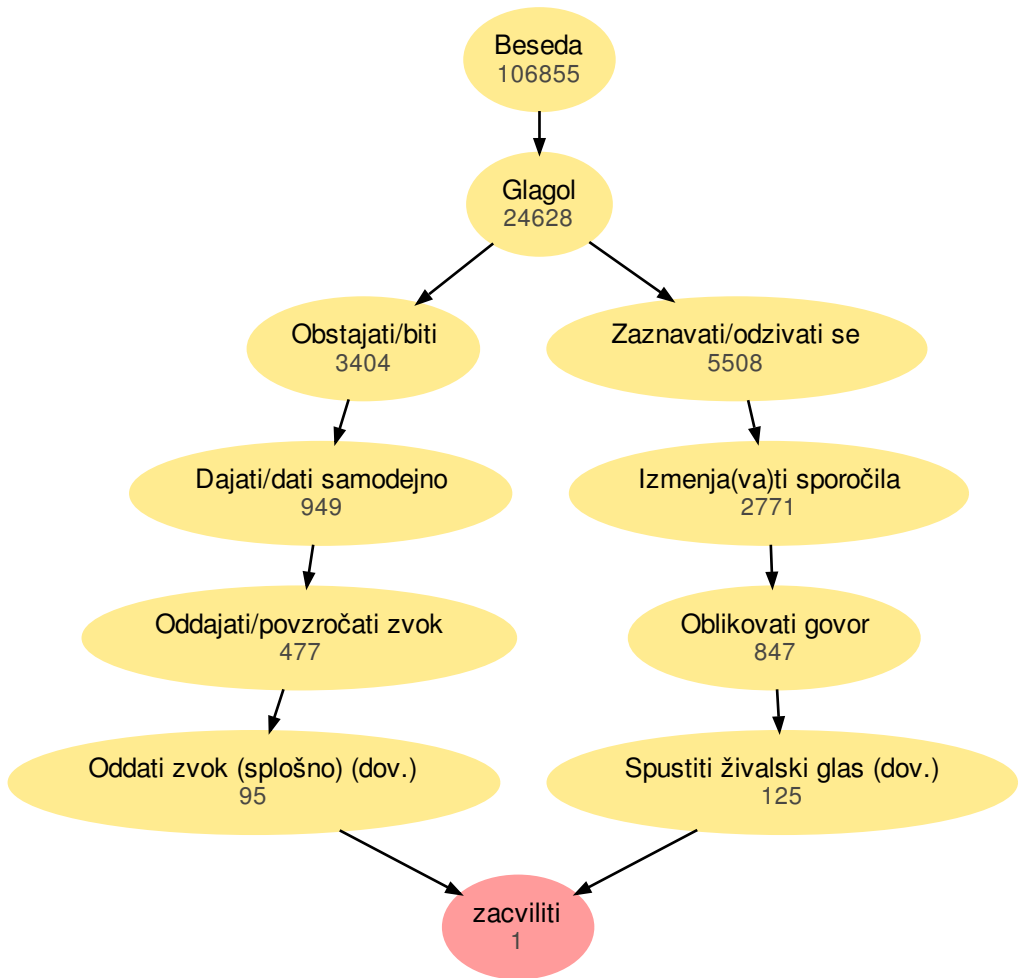 Beseda
106855
Glagol
24628
Obstajati/biti
3404
Zaznavati/odzivati se
5508
Dajati/dati samodejno
949
Izmenja(va)ti sporočila
2771
Oddajati/povzročati zvok
477
Oblikovati govor
847
Oddati zvok (splošno) (dov.)
95
Spustiti živalski glas (dov.)
125
zacviliti
1